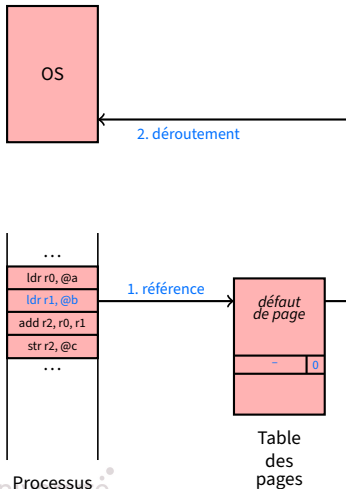 OS
2. déroutement
...
ldr r0, @a
ldr r1, @b
add r2, r0, r1
str r2, @c
...
1. référence
défaut
de page
– 0
Table
des
pages
Processus